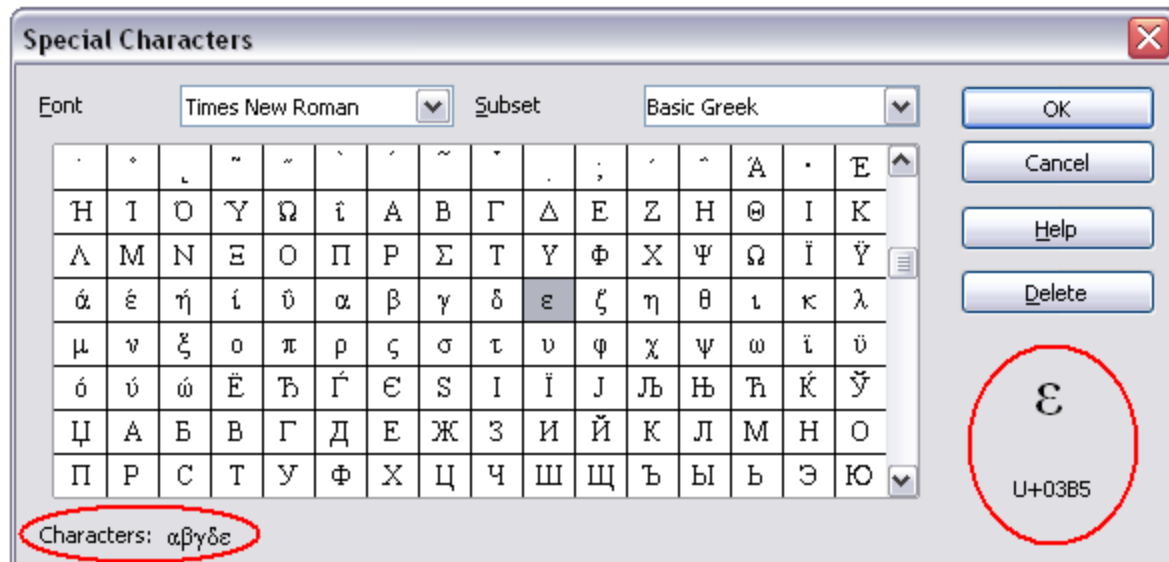 Special Characters
Font Times New Roman Subset Basic Greek OK
Cancel
Help
Delete
˙ ˚ ˛ ˜ ˝ ̀ ́ ̃ ̉ ̣ ; ΄ ΅ Ά · Έ
Ή Ί Ό Ύ Ώ ΐ Α Β Γ Δ Ε Ζ Η Θ Ι Κ
Λ Μ Ν Ξ Ο Π Ρ Σ Τ Υ Φ Χ Ψ Ω Ϊ Ϋ
ά έ ή ί ΰ α β γ δ ε ζ η θ ι κ λ
μ ν ξ ο π ρ ς σ τ υ φ χ ψ ω ϊ ϋ
ό ύ ώ Ё Ђ Ѓ Є Ѕ І Ї Ј Љ Њ Ћ Ќ Ў
Џ А Б В Г Д Е Ж З И Й К Л М Н О
П Р С Т У Ф Х Ц Ч Ш Щ Ъ Ы Ь Э Ю
ε
U+03B5
Characters: αβγδε